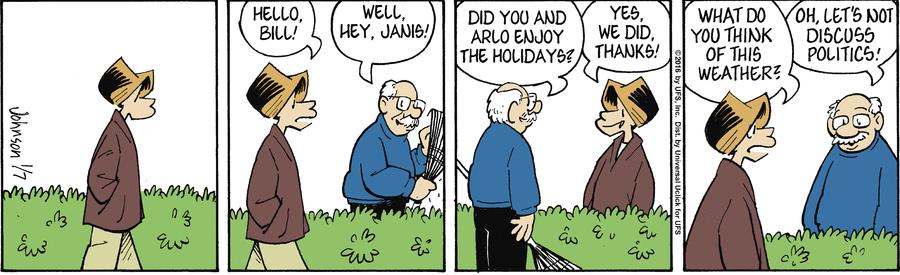 Johnson 1/7
HELLO,
BILL!
WELL,
HEY, JANIS!
DID YOU AND
ARLO ENJOY
THE HOLIDAYS?
YES,
WE DID,
THANKS!
©2016 by UFS, Inc. Dist. by Universal Uclick for UFS
WHAT DO
YOU THINK
OF THIS
WEATHER?
OH, LET'S NOT
DISCUSS
POLITICS!